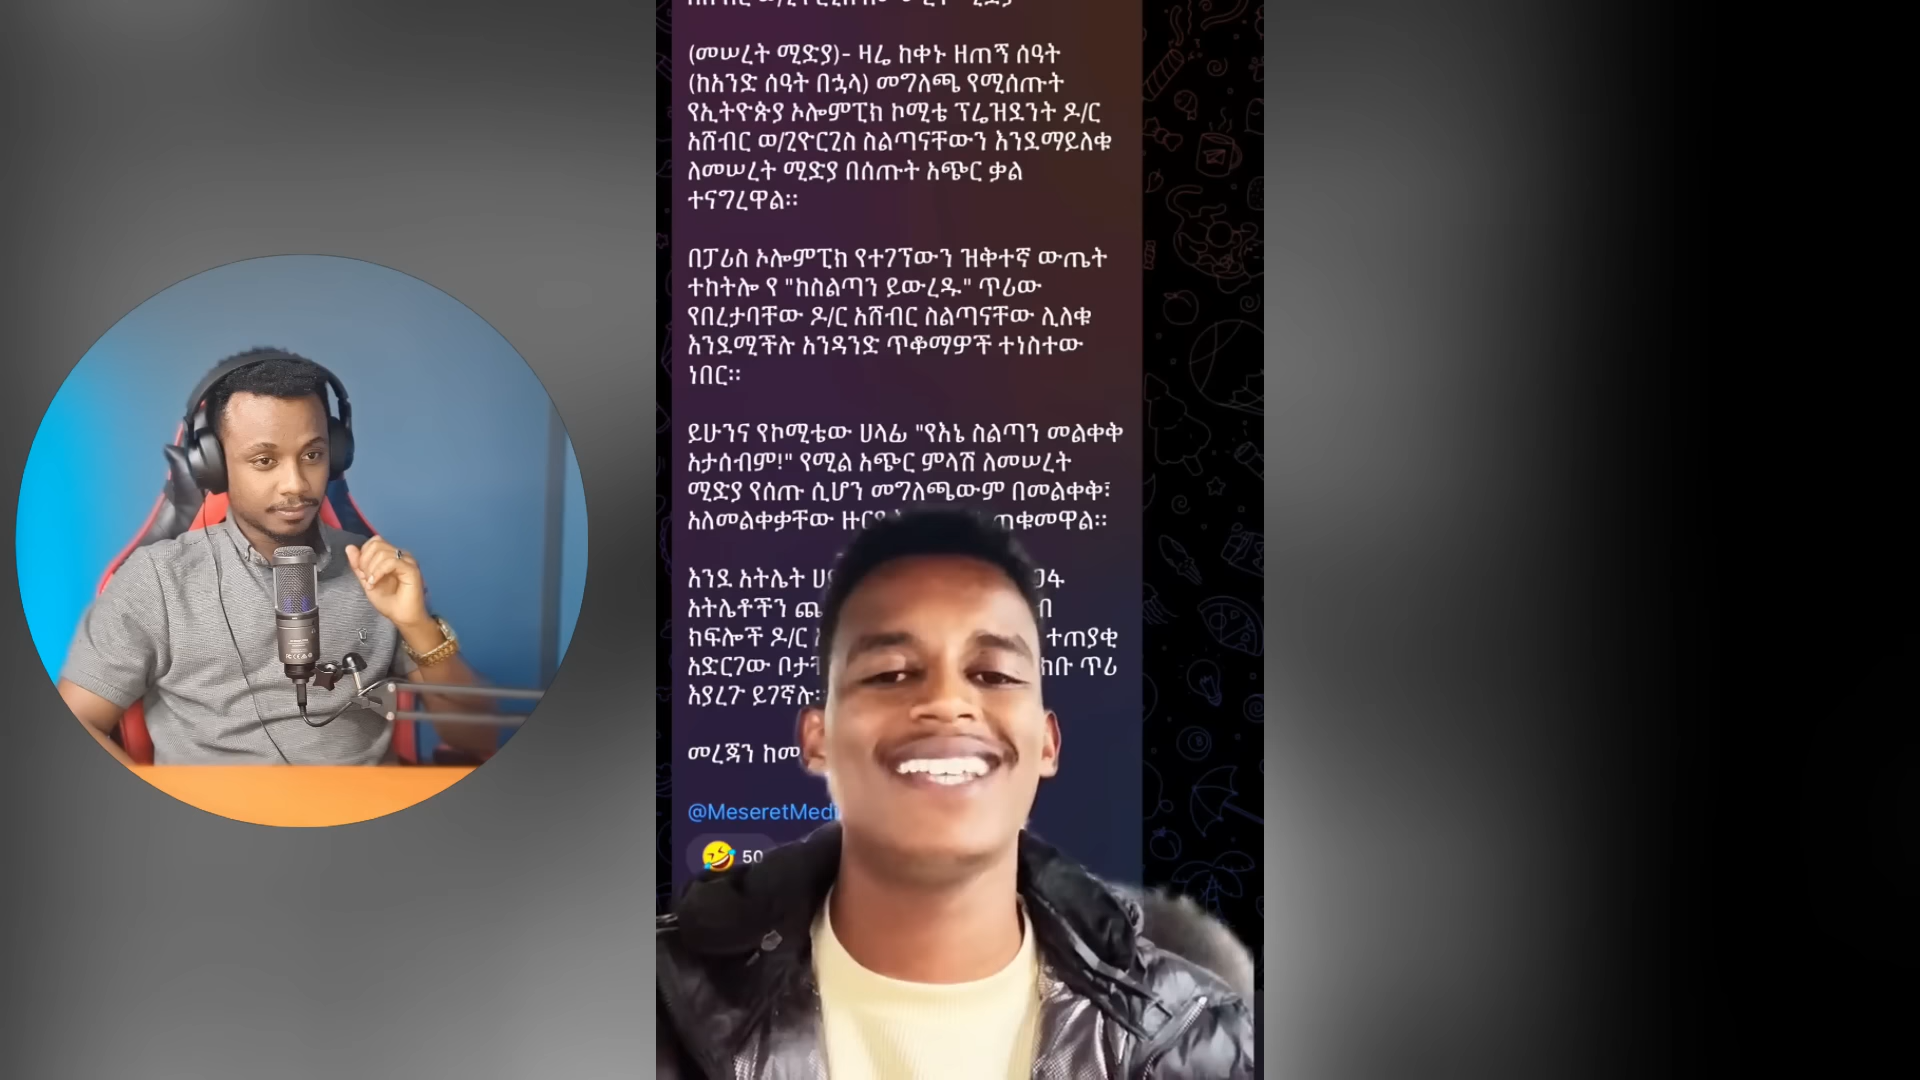 (መሠረት ሚድያ)- ዛሬ ከቀኑ ዘጠኝ ሰዓት
(ከአንድ ሰዓት በኋላ) መግለጫ የሚሰጡት
የኢትዮጵያ ኦሎምፒክ ኮሚቴ ፕሬዝደንት ዶ/ር
አሸብር ወ/ጊዮርጊስ ስልጣናቸውን እንደማይለቁ
ለመሠረት ሚድያ በሰጡት አጭር ቃል
ተናግረዋል።
በፓሪስ ኦሎምፒክ የተገኘውን ዝቅተኛ ውጤት
ተከትሎ የ "ከስልጣን ይውረዱ" ጥሪው
የበረታባቸው ዶ/ር አሸብር ስልጣናቸው ሊለቁ
እንደሚችሉ አንዳንድ ጥቆማዎች ተነስተው
ነበር።
ይሁንና የኮሚቴው ሀላፊ "የእኔ ስልጣን መልቀቅ
አታሰብም!" የሚል አጭር ምላሽ ለመሠረት
ሚድያ የሰጡ ሲሆን መግለጫውም በመልቀቅ፣
አለመልቀቃቸው ዙርያ ጠቁመዋል።
እንደ አትሌት
አትሌቶችን
ክፍሎች ዶ/ር ተጠያቂ
አድርገው ጥሪ
እያረጉ ይገኛሉ።
መረጃን
@MeseretMed
50